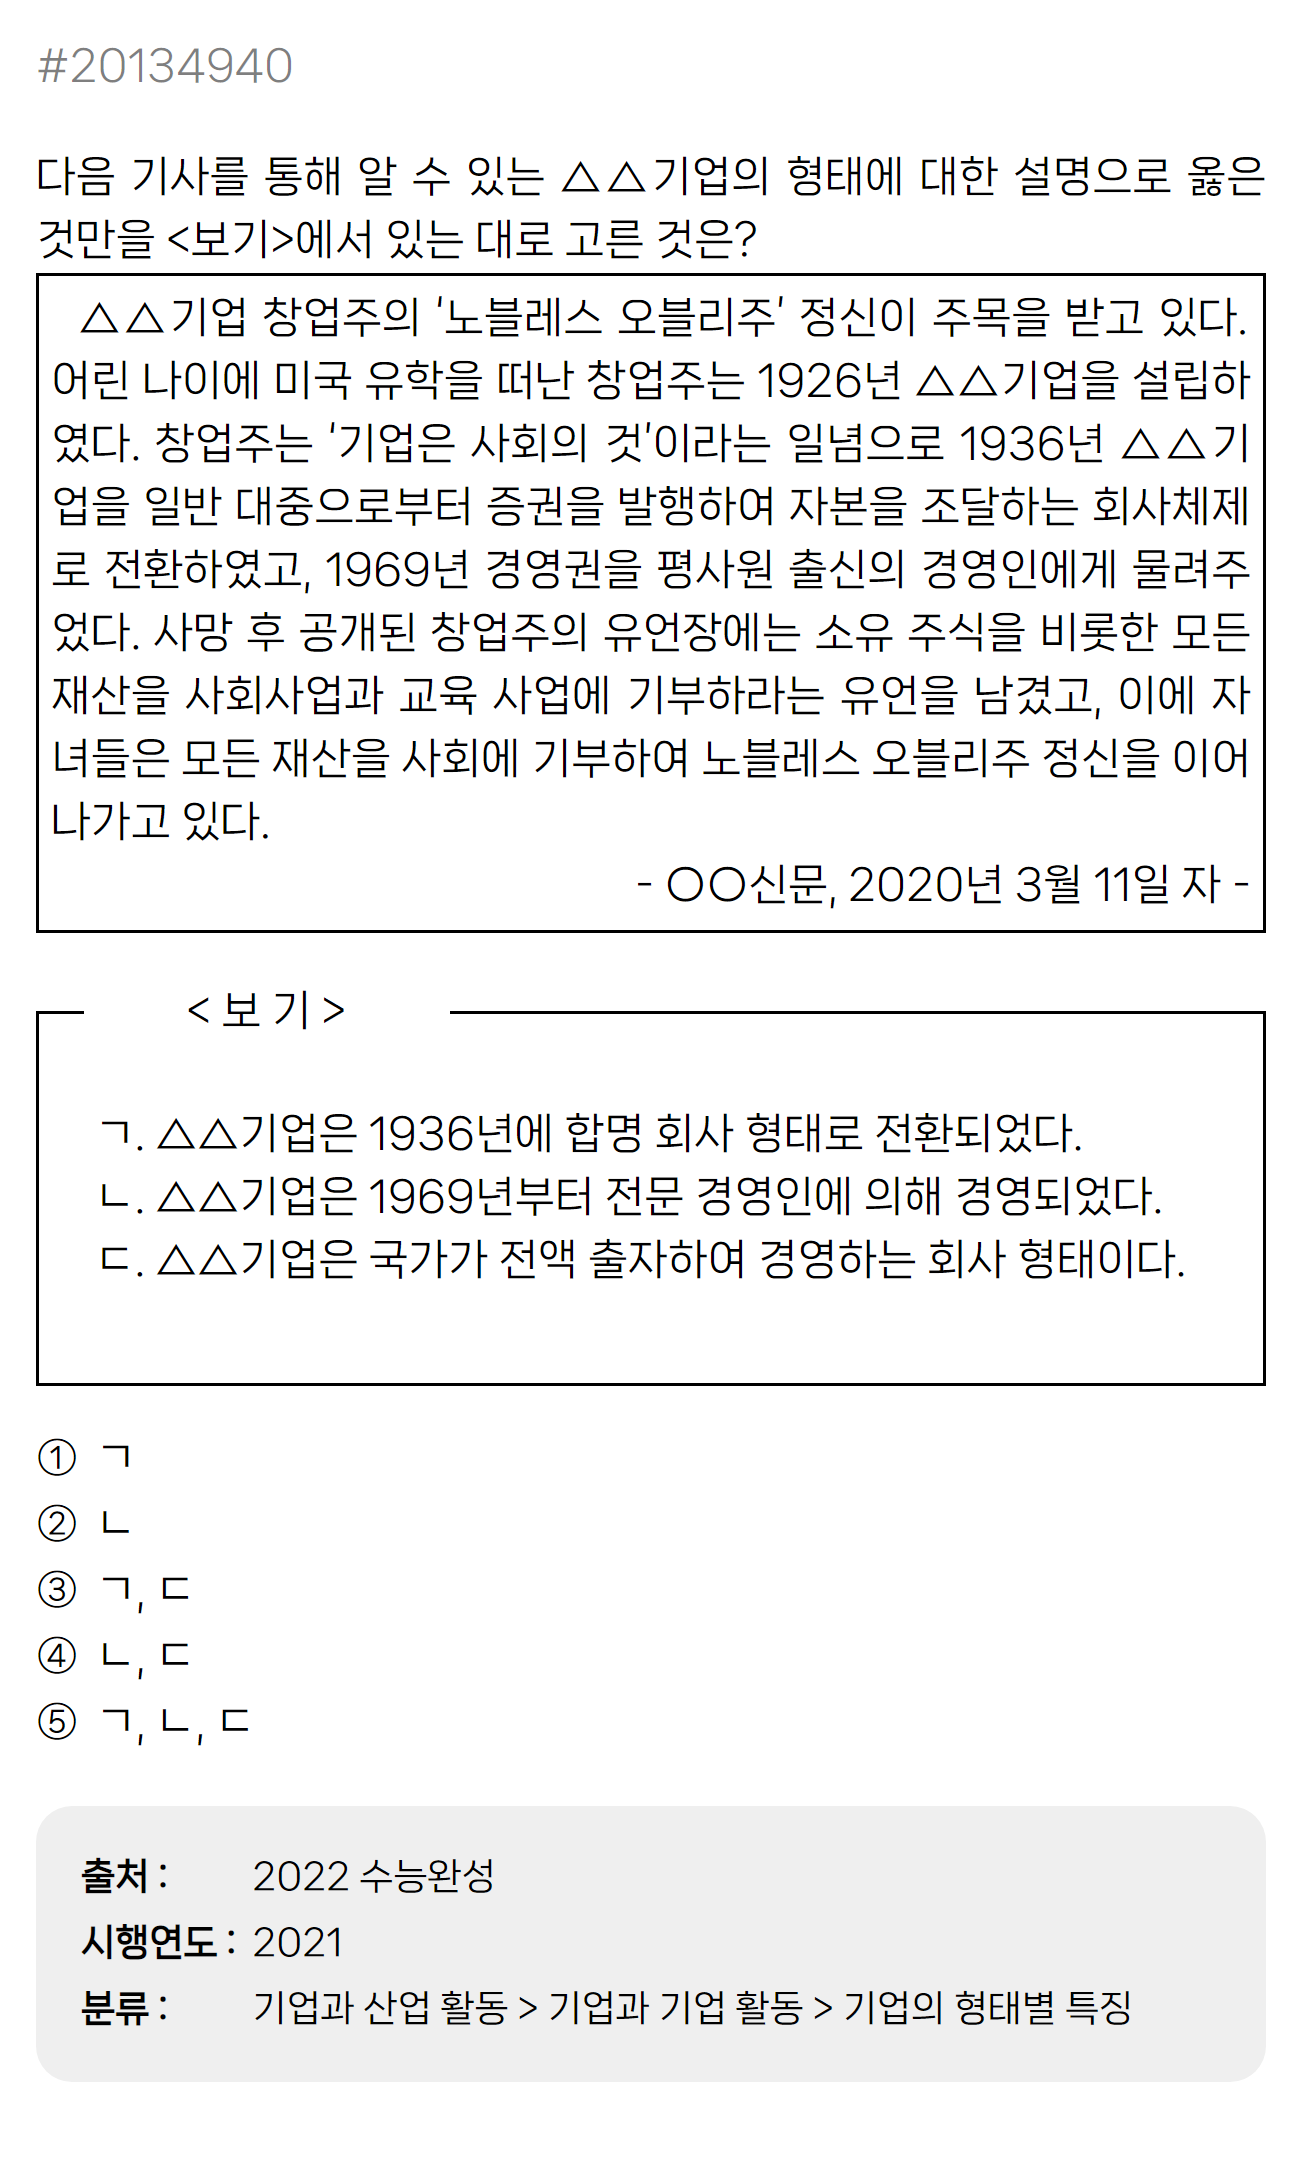 #20134940
다음 기사를 통해 알 수 있는 △△기업의 형태에 대한 설명으로 옳은
것만을 <보기>에서 있는 대로 고른 것은?
△△기업 창업주의 ‘노블레스 오블리주’ 정신이 주목을 받고 있다.
어린 나이에 미국 유학을 떠난 창업주는 1926년 △△기업을 설립하
였다. 창업주는 ‘기업은 사회의 것’이라는 일념으로 1936년 △△기
업을 일반 대중으로부터 증권을 발행하여 자본을 조달하는 회사체제
로 전환하였고, 1969년 경영권을 평사원 출신의 경영인에게 물려주
었다. 사망 후 공개된 창업주의 유언장에는 소유 주식을 비롯한 모든
재산을 사회사업과 교육 사업에 기부하라는 유언을 남겼고, 이에 자
녀들은 모든 재산을 사회에 기부하여 노블레스 오블리주 정신을 이어
나가고 있다.
- 〇〇신문, 2020년 3월 11일 자 -
< 보 기 >
ㄱ. △△기업은 1936년에 합명 회사 형태로 전환되었다.
ㄴ. △△기업은 1969년부터 전문 경영인에 의해 경영되었다.
ㄷ. △△기업은 국가가 전액 출자하여 경영하는 회사 형태이다.
① ㄱ
② ㄴ
③ ㄱ, ㄷ
④ ㄴ, ㄷ
⑤ ㄱ, ㄴ, ㄷ
출처 : 2022 수능완성
시행연도 : 2021
분류 : 기업과 산업 활동 > 기업과 기업 활동 > 기업의 형태별 특징